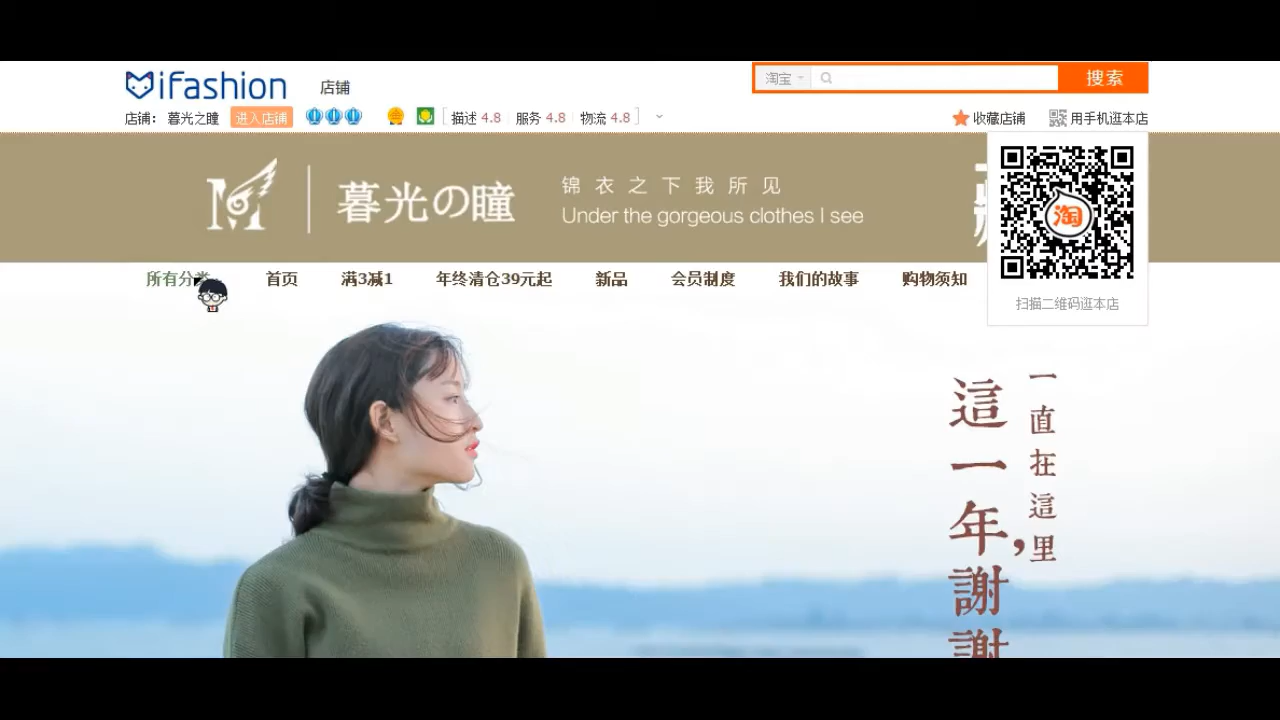 ifashion
店铺
淘宝
搜索
店铺： 暮光之瞳
进入店铺
描述 4.8 服务 4.8 物流 4.8
收藏店铺
用手机逛本店
M
暮光の瞳
锦衣之下我所见
Under the gorgeous clothes I see
淘
扫描二维码逛本店
所有分类
首页
满3减1
年终清仓39元起
新品
会员制度
我们的故事
购物须知
一直在這里
這一年，謝謝